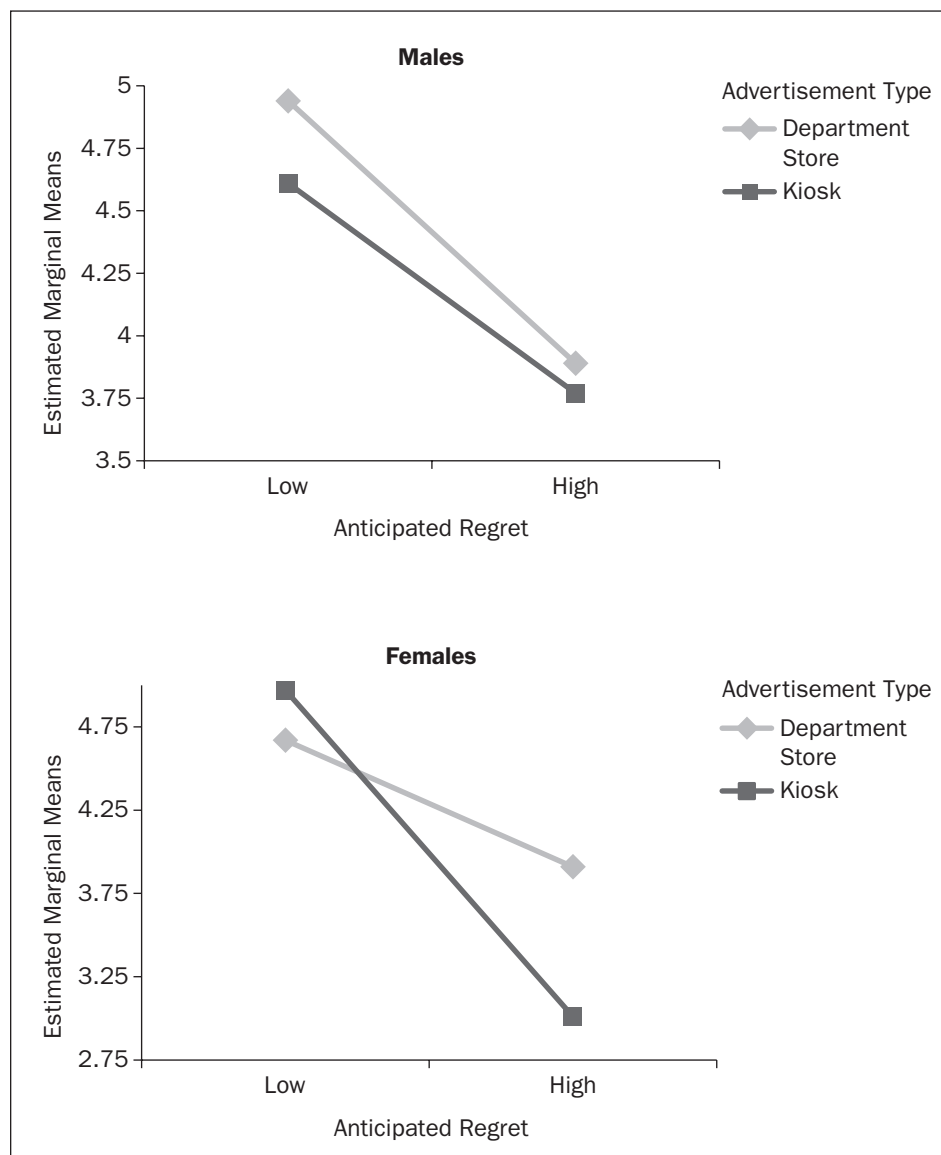 Males
Advertisement Type
Department
Store
Kiosk
Estimated Marginal Means
5
4.75
4.5
4.25
4
3.75
3.5
Low
High
Anticipated Regret
Females
Advertisement Type
Department
Store
Kiosk
Estimated Marginal Means
4.75
4.25
3.75
3.25
2.75
Low
High
Anticipated Regret